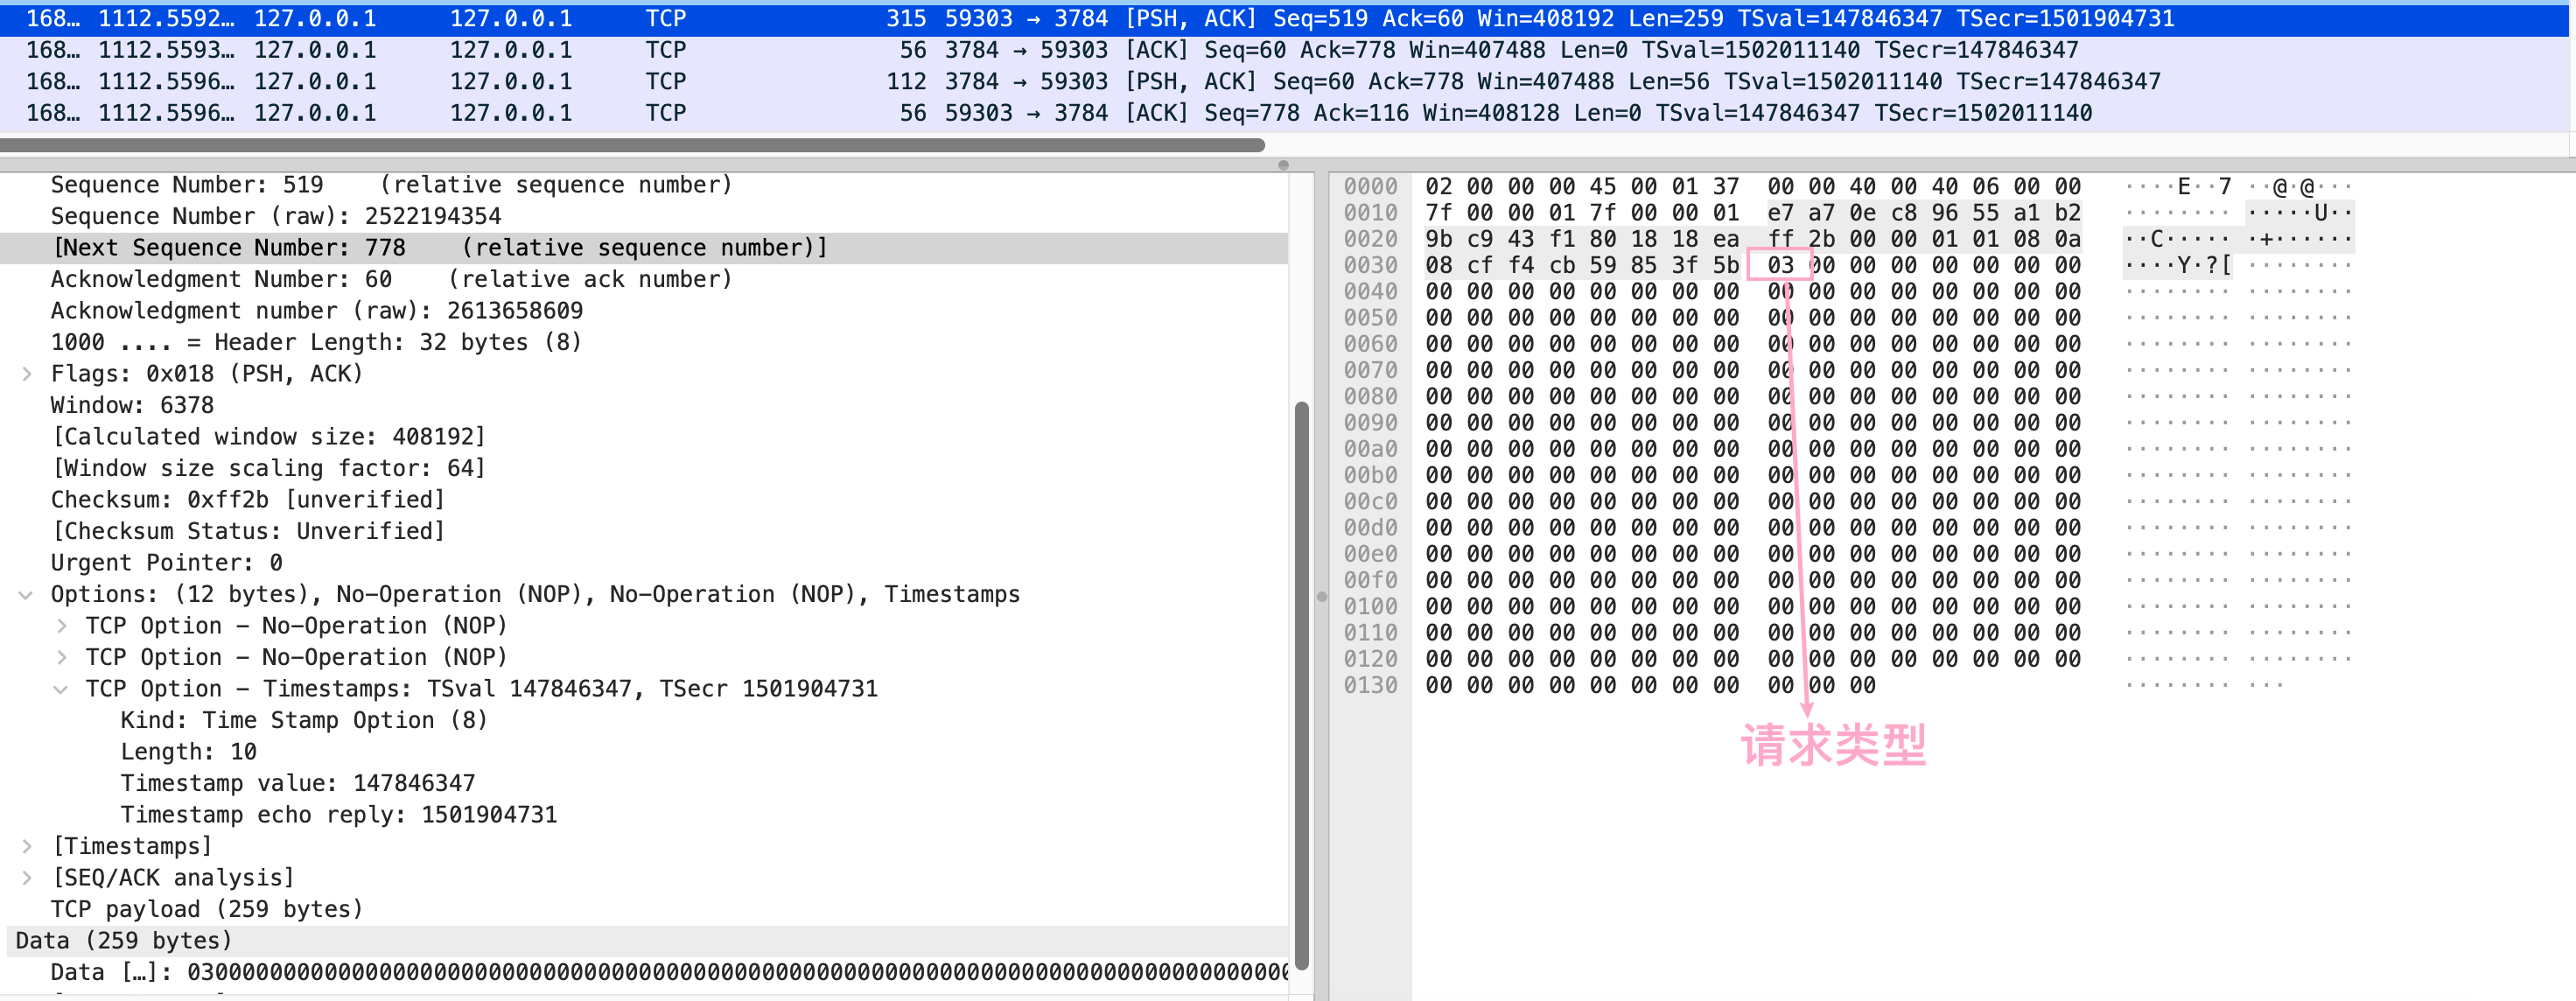 168… 1112.5592… 127.0.0.1 127.0.0.1 TCP 315 59303 → 3784 [PSH, ACK] Seq=519 Ack=60 Win=408192 Len=259 TSval=147846347 TSecr=1501904731
168… 1112.5593… 127.0.0.1 127.0.0.1 TCP 56 3784 → 59303 [ACK] Seq=60 Ack=778 Win=407488 Len=0 TSval=1502011140 TSecr=147846347
168… 1112.5596… 127.0.0.1 127.0.0.1 TCP 112 3784 → 59303 [PSH, ACK] Seq=60 Ack=778 Win=407488 Len=56 TSval=1502011140 TSecr=147846347
168… 1112.5596… 127.0.0.1 127.0.0.1 TCP 56 59303 → 3784 [ACK] Seq=778 Ack=116 Win=408128 Len=0 TSval=147846347 TSecr=1502011140
Sequence Number: 519 (relative sequence number)
Sequence Number (raw): 2522194354
[Next Sequence Number: 778 (relative sequence number)]
Acknowledgment Number: 60 (relative ack number)
Acknowledgment number (raw): 2613658609
1000 .... = Header Length: 32 bytes (8)
Flags: 0x018 (PSH, ACK)
Window: 6378
[Calculated window size: 408192]
[Window size scaling factor: 64]
Checksum: 0xff2b [unverified]
[Checksum Status: Unverified]
Urgent Pointer: 0
Options: (12 bytes), No-Operation (NOP), No-Operation (NOP), Timestamps
TCP Option – No-Operation (NOP)
TCP Option – No-Operation (NOP)
TCP Option – Timestamps: TSval 147846347, TSecr 1501904731
Kind: Time Stamp Option (8)
Length: 10
Timestamp value: 147846347
Timestamp echo reply: 1501904731
[Timestamps]
[SEQ/ACK analysis]
TCP payload (259 bytes)
Data (259 bytes)
Data […]: 03000000000000000000000000000000000000000000000000000000000000000000000000000000
0000 02 00 00 00 45 00 01 37 00 00 40 00 40 06 00 00 ····E··7 ··@·@···
0010 7f 00 00 01 7f 00 00 01 e7 a7 0e c8 96 55 a1 b2 ········ ·····U··
0020 9b c9 43 f1 80 18 18 ea ff 2b 00 00 01 01 08 0a ··C····· ·+······
0030 08 cf f4 cb 59 85 3f 5b 03 00 00 00 00 00 00 00 ····Y·?[ ········
0040 00 00 00 00 00 00 00 00 00 00 00 00 00 00 00 00 ········ ········
0050 00 00 00 00 00 00 00 00 00 00 00 00 00 00 00 00 ········ ········
0060 00 00 00 00 00 00 00 00 00 00 00 00 00 00 00 00 ········ ········
0070 00 00 00 00 00 00 00 00 00 00 00 00 00 00 00 00 ········ ········
0080 00 00 00 00 00 00 00 00 00 00 00 00 00 00 00 00 ········ ········
0090 00 00 00 00 00 00 00 00 00 00 00 00 00 00 00 00 ········ ········
00a0 00 00 00 00 00 00 00 00 00 00 00 00 00 00 00 00 ········ ········
00b0 00 00 00 00 00 00 00 00 00 00 00 00 00 00 00 00 ········ ········
00c0 00 00 00 00 00 00 00 00 00 00 00 00 00 00 00 00 ········ ········
00d0 00 00 00 00 00 00 00 00 00 00 00 00 00 00 00 00 ········ ········
00e0 00 00 00 00 00 00 00 00 00 00 00 00 00 00 00 00 ········ ········
00f0 00 00 00 00 00 00 00 00 00 00 00 00 00 00 00 00 ········ ········
0100 00 00 00 00 00 00 00 00 00 00 00 00 00 00 00 00 ········ ········
0110 00 00 00 00 00 00 00 00 00 00 00 00 00 00 00 00 ········ ········
0120 00 00 00 00 00 00 00 00 00 00 00 00 00 00 00 00 ········ ········
0130 00 00 00 00 00 00 00 00 00 00 00 ········ ···
请求类型